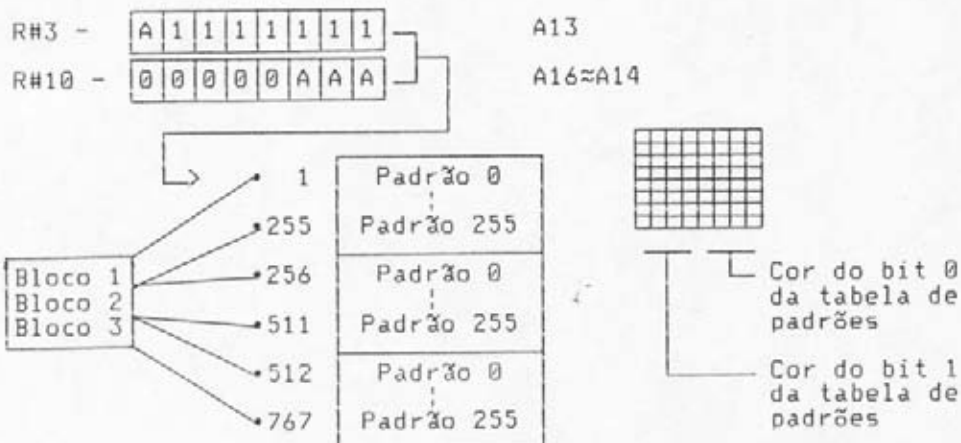 R#3 - A 1 1 1 1 1 1 1 A13
R#10 - 0 0 0 0 0 A A A A16≈A14
1 Padrão 0
255 Padrão 255
Bloco 1
Bloco 2
Bloco 3
256 Padrão 0
511 Padrão 255
512 Padrão 0
767 Padrão 255
Cor do bit 0
da tabela de
padrões
Cor do bit 1
da tabela de
padrões